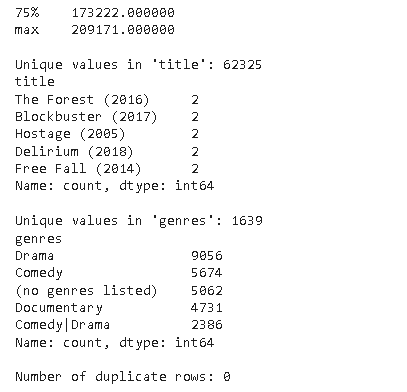 75%    173222.000000
max    209171.000000
Unique values in 'title': 62325
title
The Forest (2016)     2
Blockbuster (2017)    2
Hostage (2005)        2
Delirium (2018)       2
Free Fall (2014)      2
Name: count, dtype: int64
Unique values in 'genres': 1639
genres
Drama                 9056
Comedy                5674
(no genres listed)    5062
Documentary           4731
Comedy|Drama          2386
Name: count, dtype: int64
Number of duplicate rows: 0